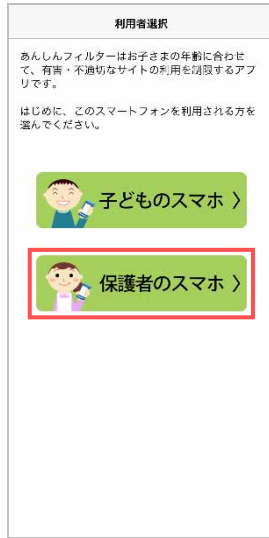 利用者選択
あんしんフィルターはお子さまの年齢に合わせ
て、有害・不適切なサイトの利用を制限するアプ
リです。
はじめに、このスマートフォンを利用される方を
選んでください。
子どものスマホ 〉
保護者のスマホ 〉